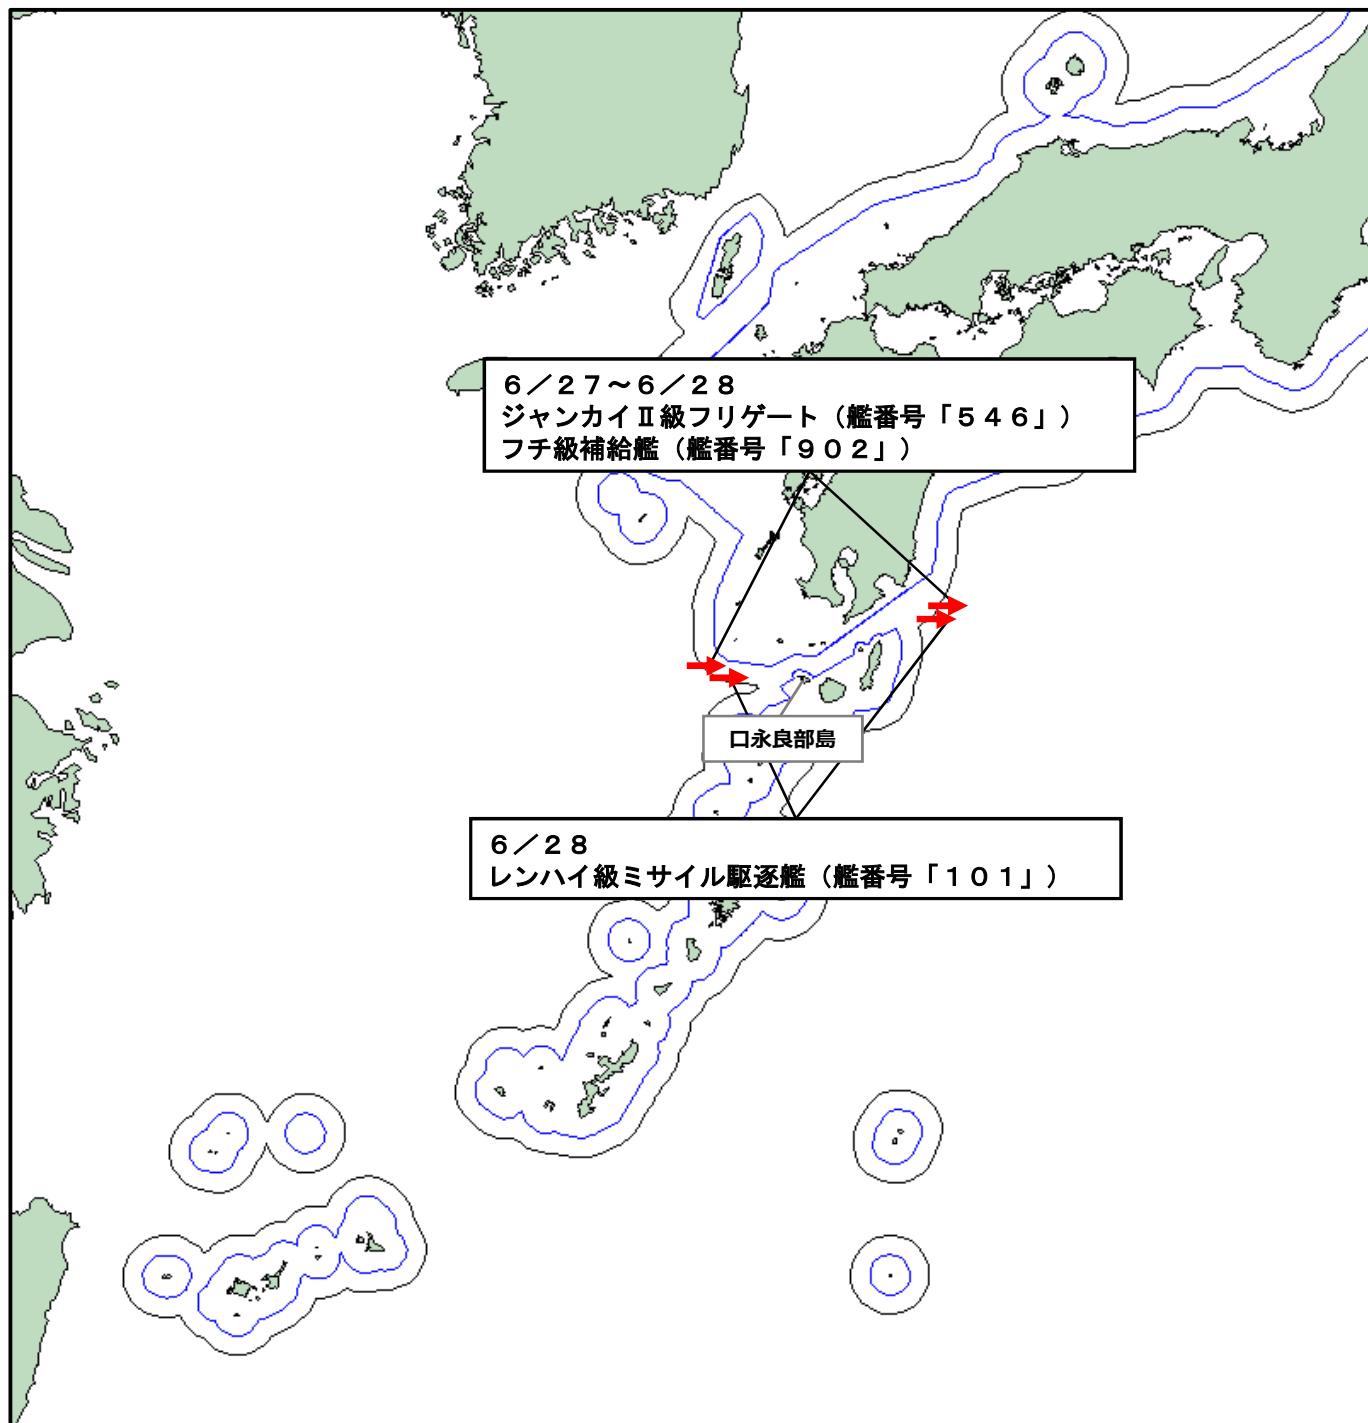 ６／２７～６／２８
ジャンカイⅡ級フリゲート（艦番号「５４６」）
フチ級補給艦（艦番号「９０２」）
口永良部島
６／２８
レンハイ級ミサイル駆逐艦（艦番号「１０１」）